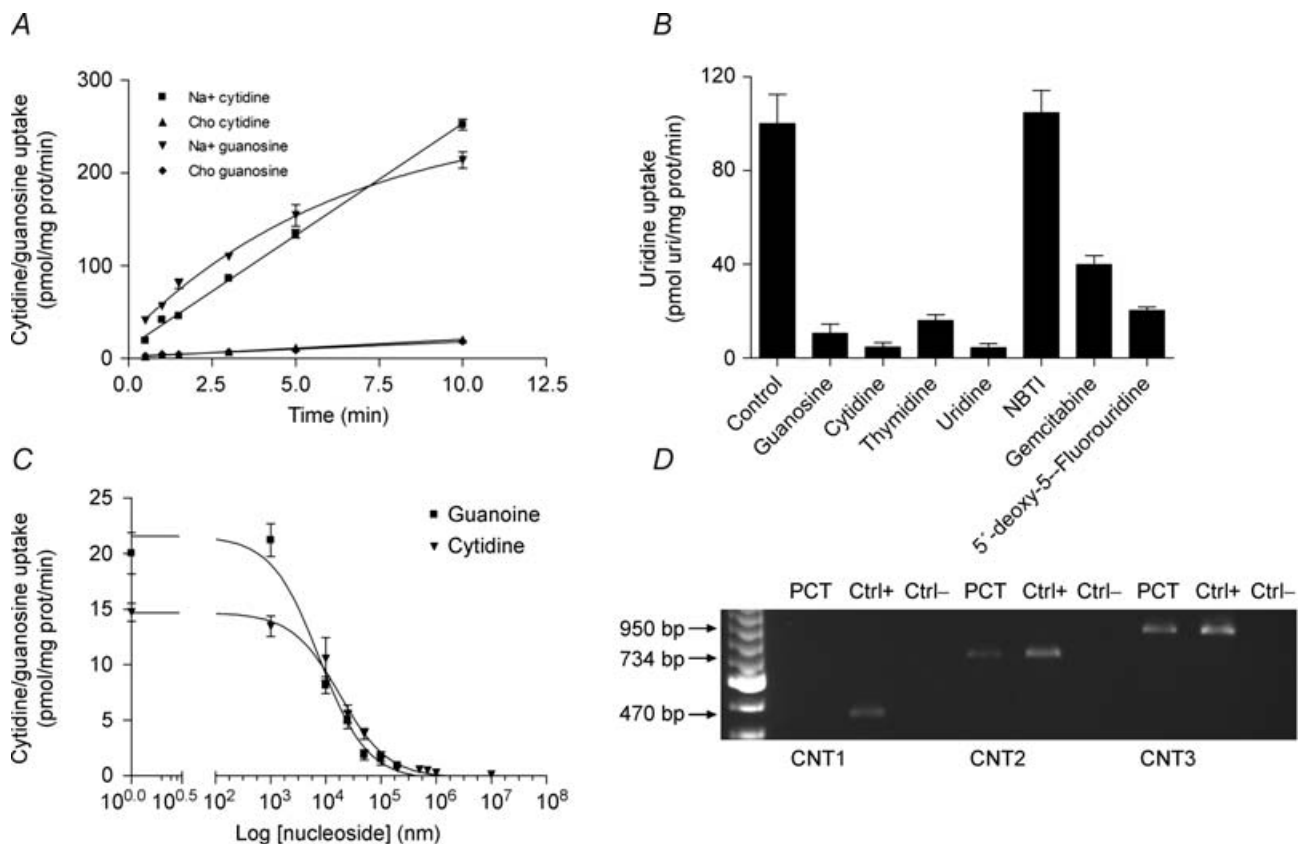 A
Cytidine/guanosine uptake
(pmol/mg prot/min)
300
200
100
0
Na+ cytidine
Cho cytidine
Na+ guanosine
Cho guanosine
0.0 2.5 5.0 7.5 10.0 12.5
Time (min)
B
Uridine uptake
(pmol uri/mg prot/min)
120
80
40
0
Control
Guanosine
Cytidine
Thymidine
Uridine
NBTI
Gemcitabine
5´-deoxy-5--Fluorouridine
C
Cytidine/guanosine uptake
(pmol/mg prot/min)
25
20
15
10
5
0
Guanoine
Cytidine
10^0.0 10^0.5 10^2 10^3 10^4 10^5 10^6 10^7 10^8
Log [nucleoside] (nm)
D
PCT Ctrl+ Ctrl– PCT Ctrl+ Ctrl– PCT Ctrl+ Ctrl–
950 bp
734 bp
470 bp
CNT1 CNT2 CNT3